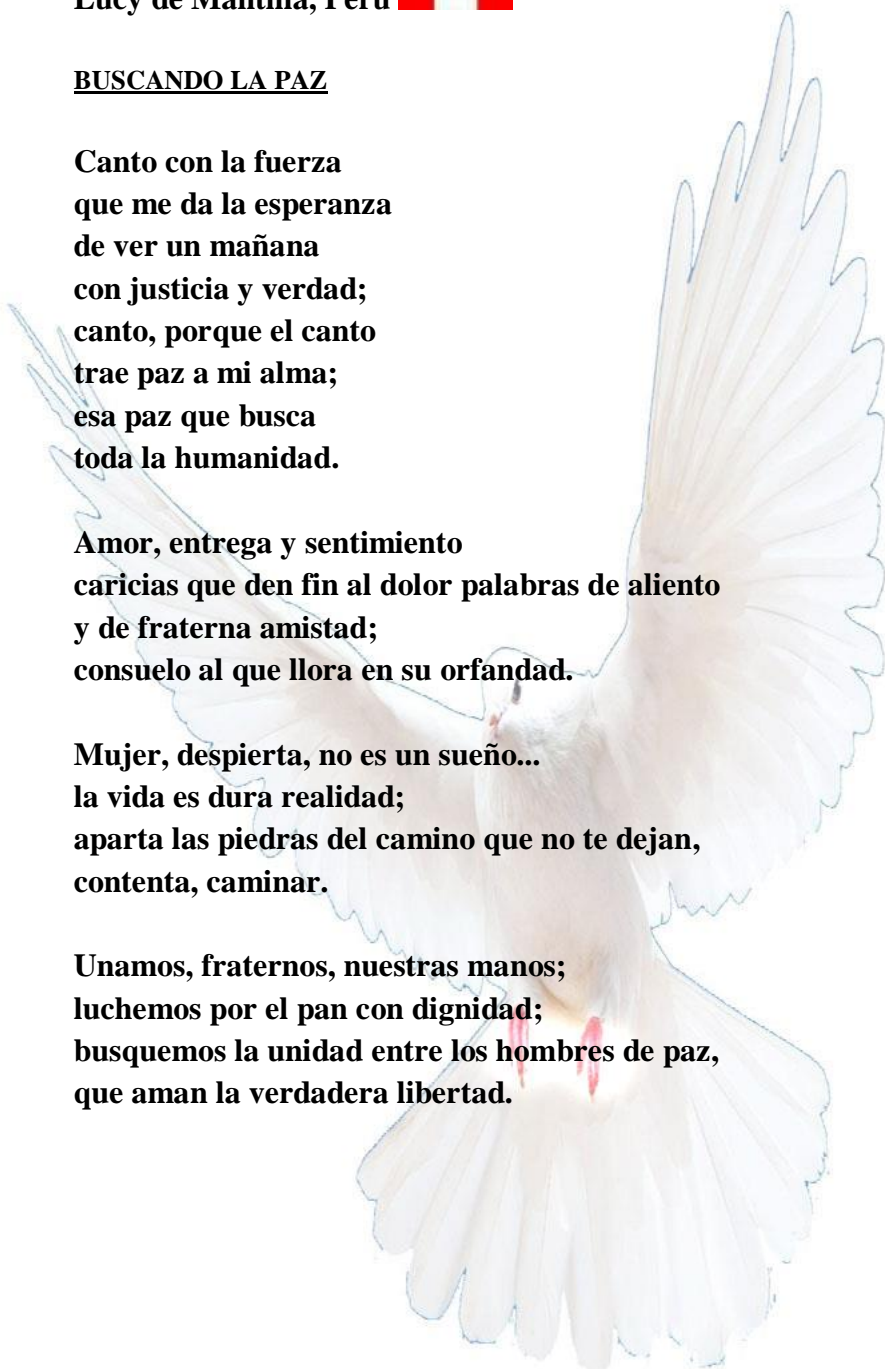 Lucy de Mantilla, Perú
BUSCANDO LA PAZ
Canto con la fuerza
que me da la esperanza
de ver un mañana
con justicia y verdad;
canto, porque el canto
trae paz a mi alma;
esa paz que busca
toda la humanidad.
Amor, entrega y sentimiento
caricias que den fin al dolor palabras de aliento
y de fraterna amistad;
consuelo al que llora en su orfandad.
Mujer, despierta, no es un sueño...
la vida es dura realidad;
aparta las piedras del camino que no te dejan,
contenta, caminar.
Unamos, fraternos, nuestras manos;
luchemos por el pan con dignidad;
busquemos la unidad entre los hombres de paz,
que aman la verdadera libertad.